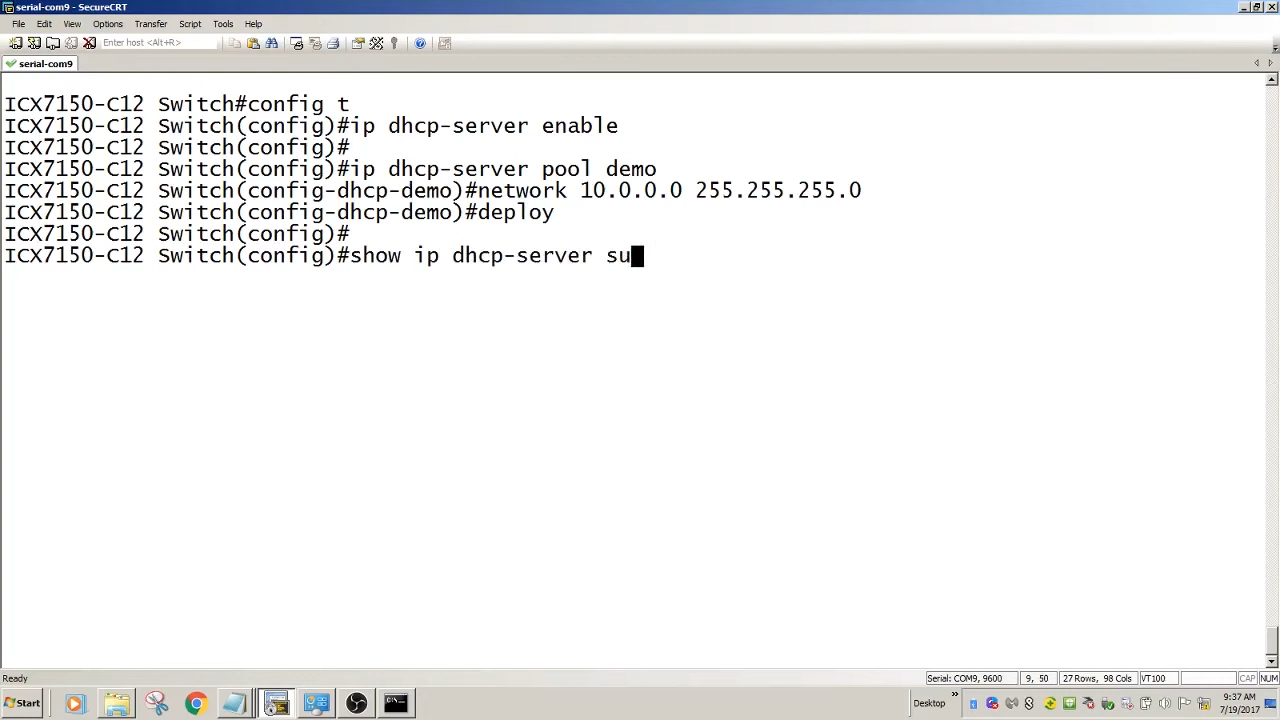 serial-com9 - SecureCRT
File Edit View Options Transfer Script Tools Help
Enter host <Alt+R>
serial-com9
ICX7150-C12 Switch#config t
ICX7150-C12 Switch(config)#ip dhcp-server enable
ICX7150-C12 Switch(config)#
ICX7150-C12 Switch(config)#ip dhcp-server pool demo
ICX7150-C12 Switch(config-dhcp-demo)#network 10.0.0.0 255.255.255.0
ICX7150-C12 Switch(config-dhcp-demo)#deploy
ICX7150-C12 Switch(config)#
ICX7150-C12 Switch(config)#show ip dhcp-server su
Ready Serial: COM9, 9600 9, 50 27 Rows, 98 Cols VT100 CAP NUM
Start Desktop 9:37 AM
7/19/2017